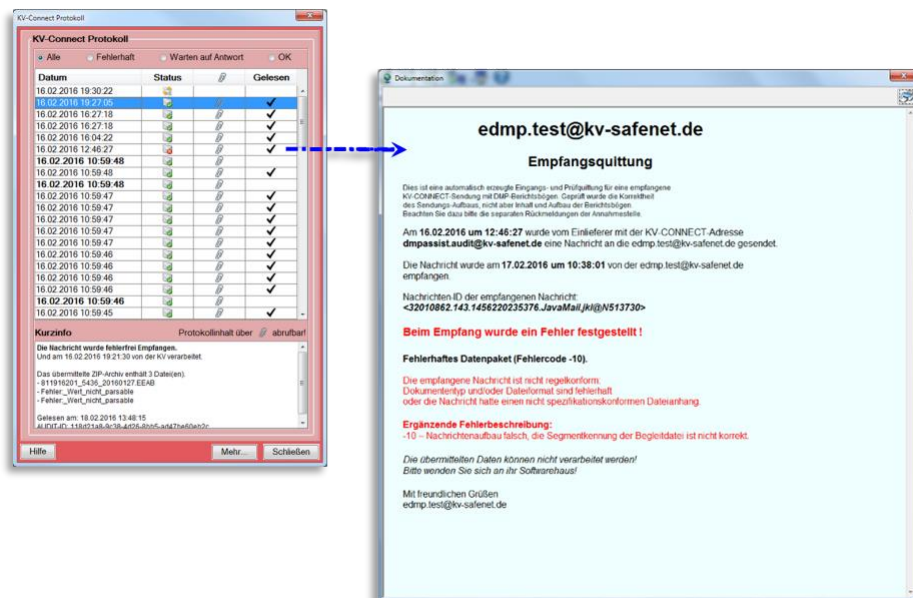 KV-Connect Protokoll
KV-Connect Protokoll
Alle Fehlerhaft Warten auf Antwort OK
Datum Status Gelesen
16.02.2016 19:30:22
16.02.2016 19:27:05
16.02.2016 16:27:18
16.02.2016 16:27:18
16.02.2016 16:04:22
16.02.2016 12:46:27
16.02.2016 10:59:48
16.02.2016 10:59:48
16.02.2016 10:59:48
16.02.2016 10:59:47
16.02.2016 10:59:47
16.02.2016 10:59:47
16.02.2016 10:59:47
16.02.2016 10:59:47
16.02.2016 10:59:46
16.02.2016 10:59:46
16.02.2016 10:59:46
16.02.2016 10:59:46
16.02.2016 10:59:46
16.02.2016 10:59:45
Kurzinfo Protokollinhalt über abrufbar!
Die Nachricht wurde fehlerfrei Empfangen.
Und am 16.02.2016 19:21:30 von der KV verarbeitet.
Das übermittelte ZIP-Archiv enthält 3 Datei(en).
- 811916201_5436_20160127.EEAB
- Fehler:_Wert_nicht_parsable
- Fehler:_Wert_nicht_parsable
Gelesen am: 18.02.2016 13:48:15
AUDIT-ID: 118d21a8-9c38-4d26-8bb5-ad47be60eb2c
Hilfe Mehr... Schließen
Dokumentation
edmp.test@kv-safenet.de
Empfangsquittung
Dies ist eine automatisch erzeugte Eingangs- und Prüfquittung für eine empfangene
KV-CONNECT-Sendung mit DMP-Berichtsbögen. Geprüft wurde die Korrektheit
des Sendungs-Aufbaus, nicht aber Inhalt und Aufbau der Berichtsbögen.
Beachten Sie dazu bitte die separaten Rückmeldungen der Annahmestelle.
Am 16.02.2016 um 12:46:27 wurde vom Einlieferer mit der KV-CONNECT-Adresse
dmpassist.audit@kv-safenet.de eine Nachricht an die edmp.test@kv-safenet.de gesendet.
Die Nachricht wurde am 17.02.2016 um 10:38:01 von der edmp.test@kv-safenet.de
empfangen.
Nachrichten-ID der empfangenen Nachricht:
<32010862.143.1456220235376.JavaMail.jkl@N513730>
Beim Empfang wurde ein Fehler festgestellt !
Fehlerhaftes Datenpaket (Fehlercode -10).
Die empfangene Nachricht ist nicht regelkonform.
Dokumententyp und/oder Dateiformat sind fehlerhaft
oder die Nachricht hatte einen nicht spezifikationskonformen Dateianhang.
Ergänzende Fehlerbeschreibung:
-10 – Nachrichtenaufbau falsch, die Segmentkennung der Begleitdatei ist nicht korrekt.
Die übermittelten Daten können nicht verarbeitet werden!
Bitte wenden Sie sich an ihr Softwarehaus!
Mit freundlichen Grüßen
edmp.test@kv-safenet.de